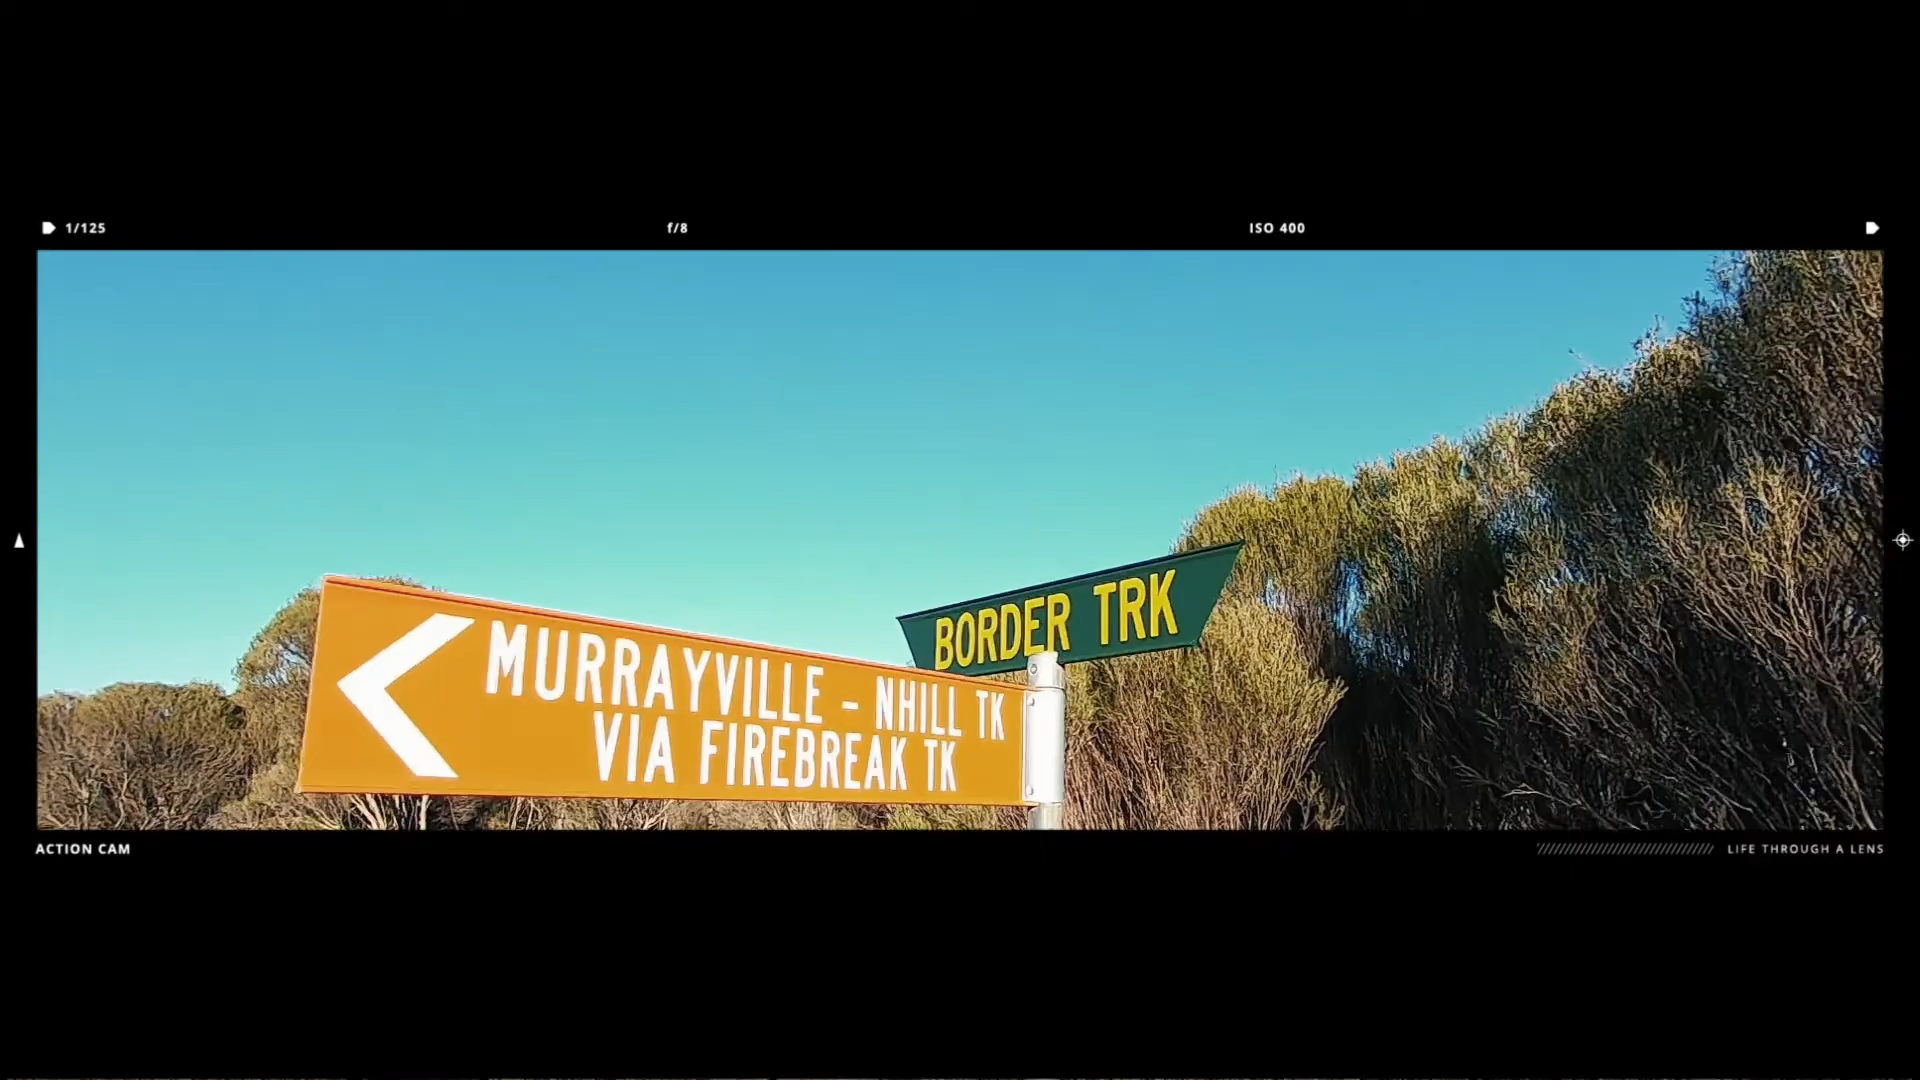 1/125
f/8
ISO 400
BORDER TRK
MURRAYVILLE - NHILL TK
VIA FIREBREAK TK
ACTION CAM
LIFE THROUGH A LENS